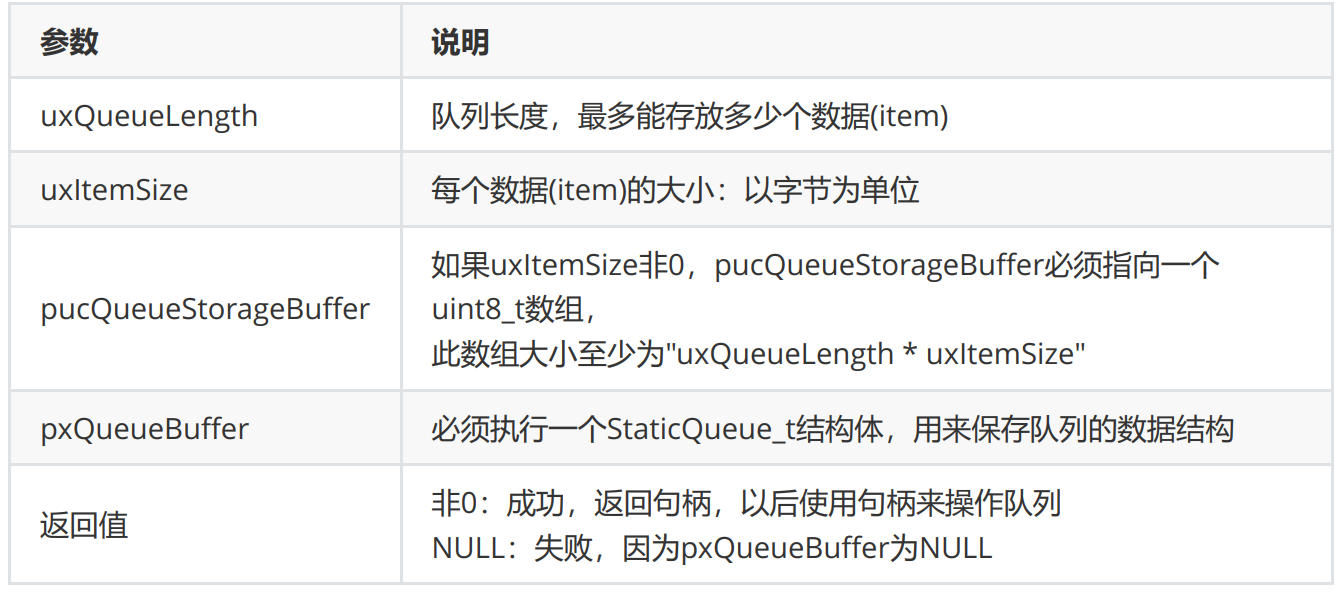 参数 说明
uxQueueLength 队列长度，最多能存放多少个数据(item)
uxItemSize 每个数据(item)的大小：以字节为单位
pucQueueStorageBuffer 如果uxItemSize非0，pucQueueStorageBuffer必须指向一个
uint8_t数组，
此数组大小至少为"uxQueueLength * uxItemSize"
pxQueueBuffer 必须执行一个StaticQueue_t结构体，用来保存队列的数据结构
返回值 非0：成功，返回句柄，以后使用句柄来操作队列
NULL：失败，因为pxQueueBuffer为NULL